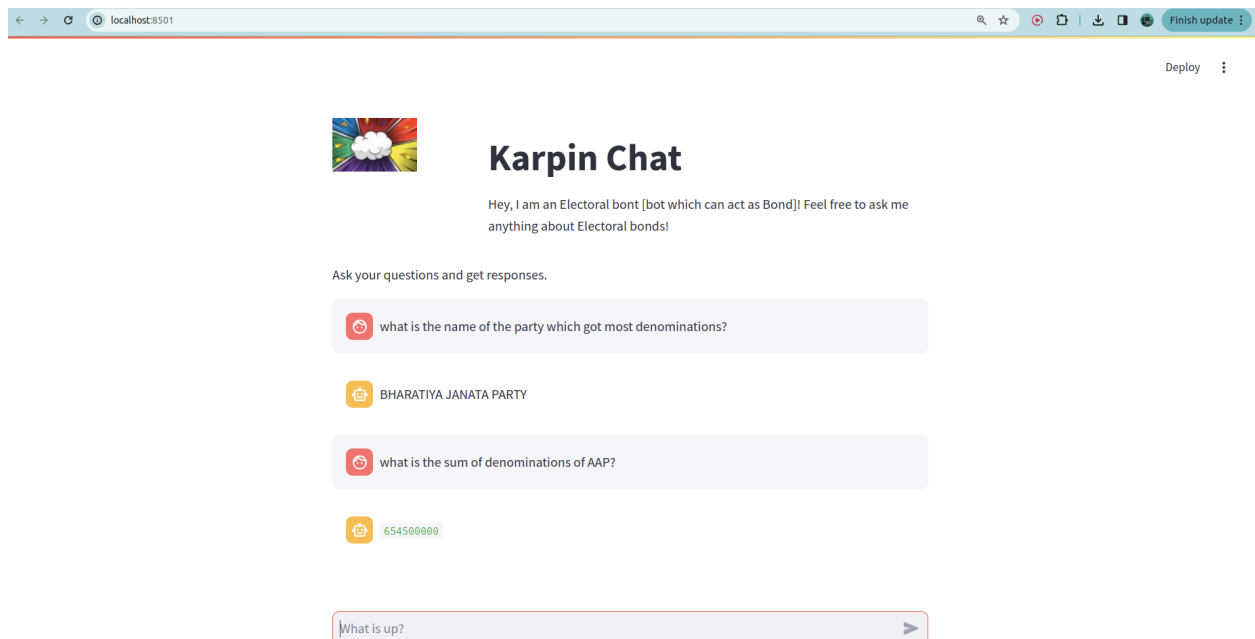 localhost:8501
Finish update
Deploy
Karpin Chat
Hey, I am an Electoral bont [bot which can act as Bond]! Feel free to ask me
anything about Electoral bonds!
Ask your questions and get responses.
what is the name of the party which got most denominations?
BHARATIYA JANATA PARTY
what is the sum of denominations of AAP?
654500000
What is up?